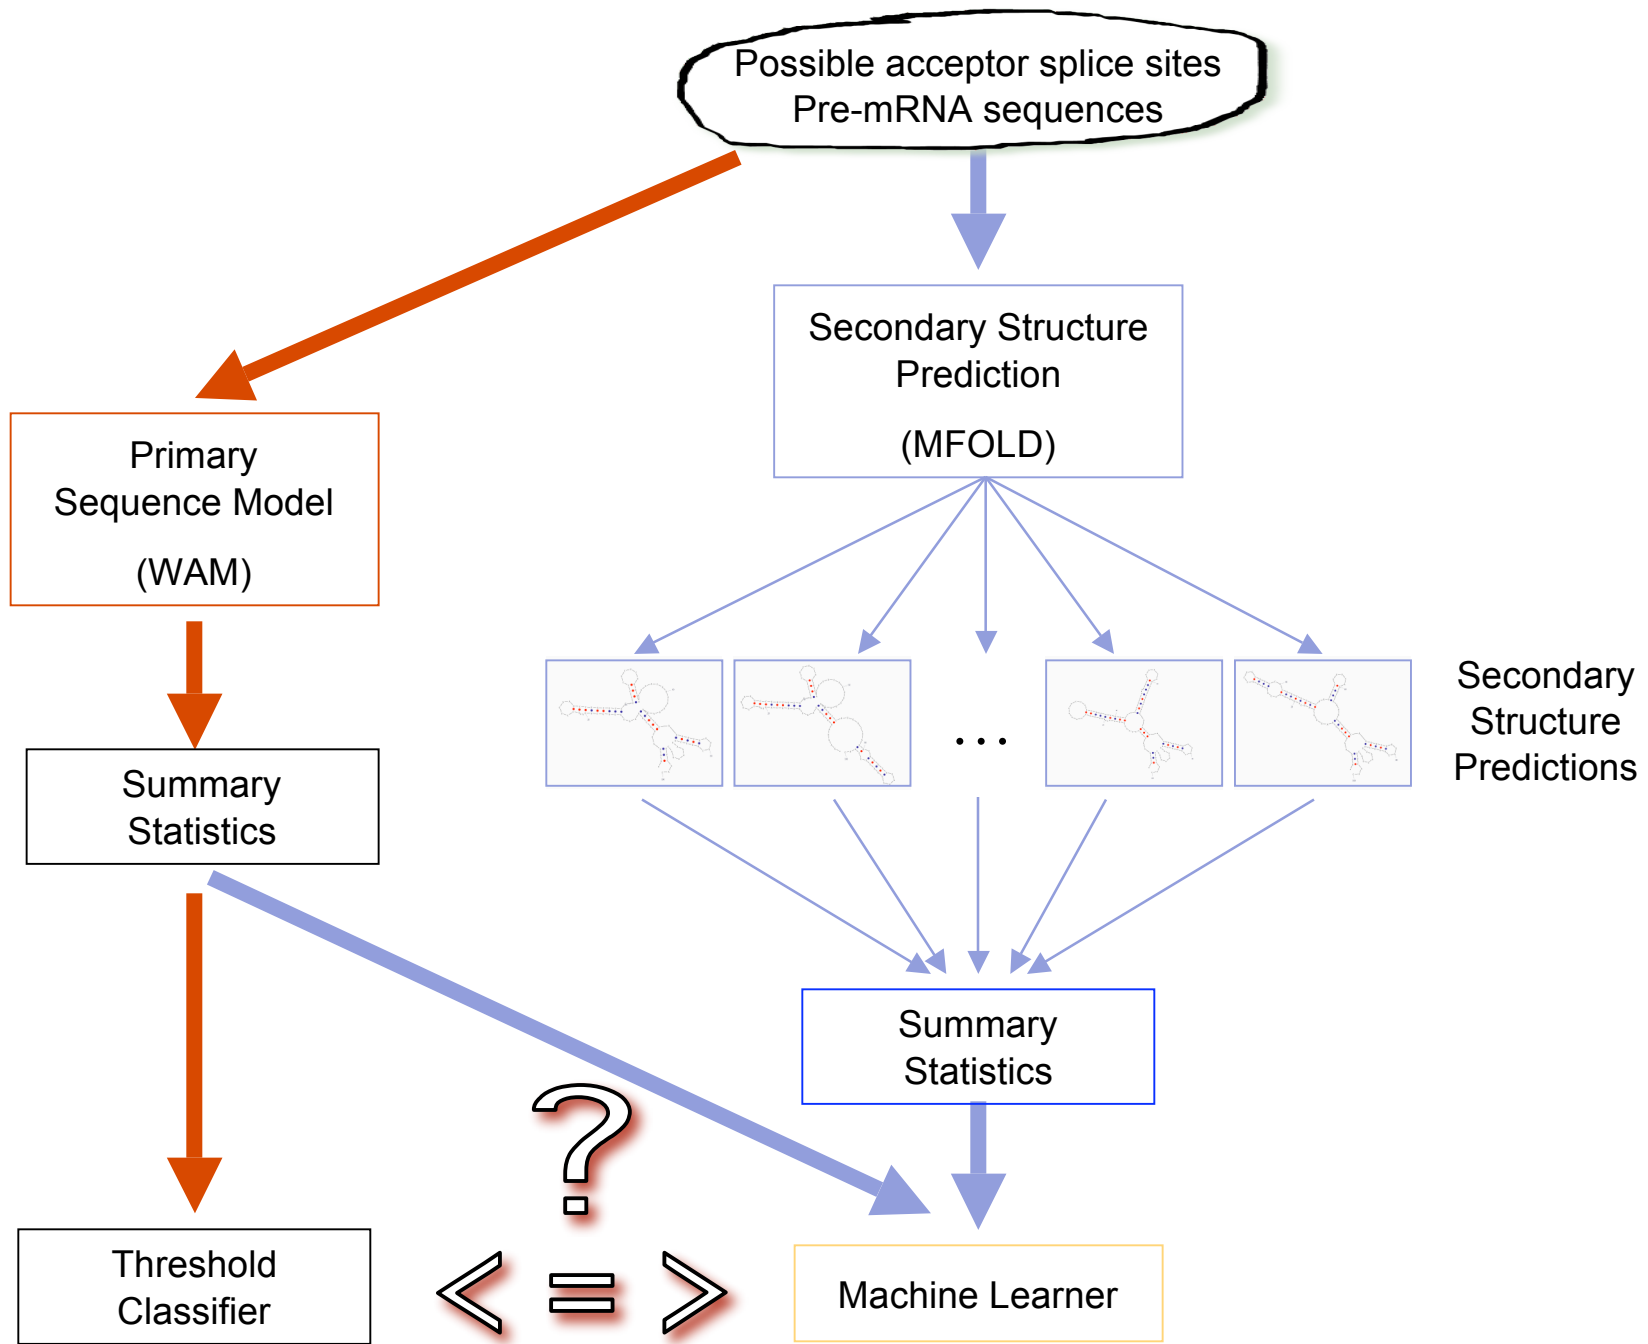 Possible acceptor splice sites
Pre-mRNA sequences
Secondary Structure
Prediction
(MFOLD)
Primary
Sequence Model
(WAM)
Secondary
Structure
Predictions
...
Summary
Statistics
Summary
Statistics
?
< = >
Threshold
Classifier
Machine Learner